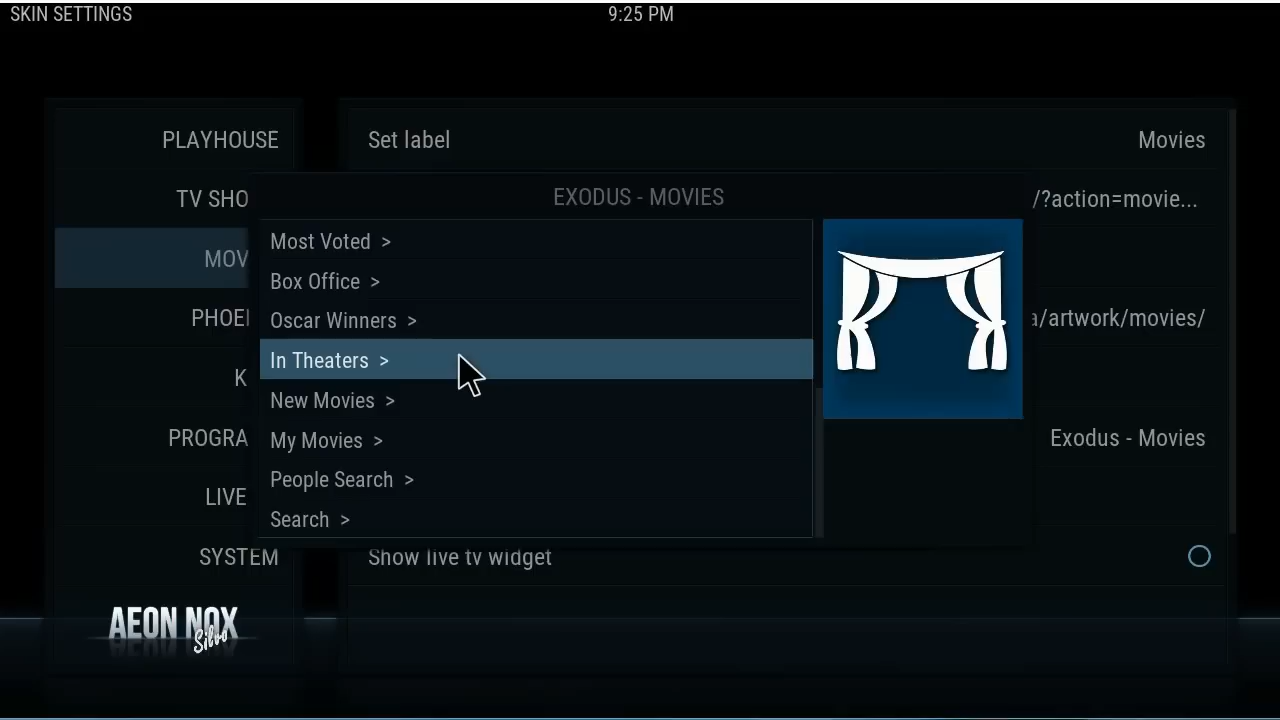 SKIN SETTINGS
9:25 PM
PLAYHOUSE
TV SHO
MOV
PHOE
K
PROGRA
LIVE
SYSTEM
Set label
Movies
/?action=movie...
EXODUS - MOVIES
Most Voted >
Box Office >
Oscar Winners >
In Theaters >
New Movies >
My Movies >
People Search >
Search >
/artwork/movies/
Exodus - Movies
Show live tv widget
AEON NOX
Silvo